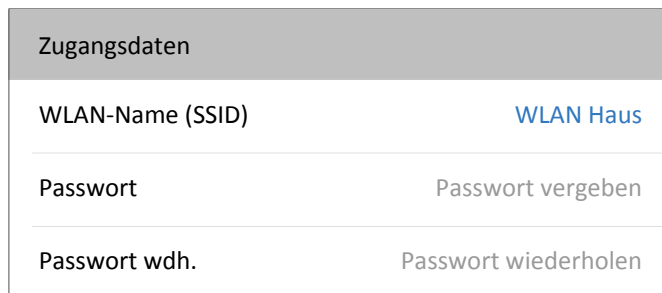 Zugangsdaten
WLAN-Name (SSID) WLAN Haus
Passwort Passwort vergeben
Passwort wdh. Passwort wiederholen